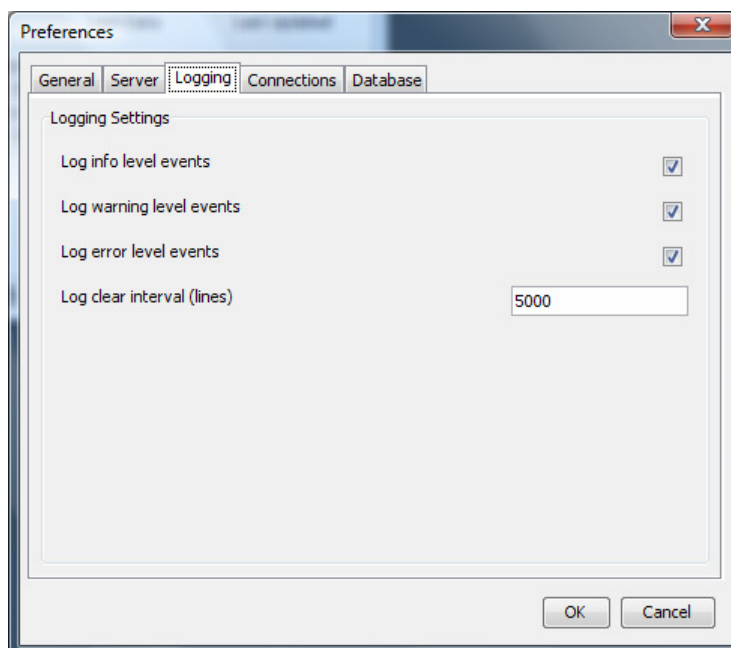 Preferences
General Server Logging Connections Database
Logging Settings
Log info level events
Log warning level events
Log error level events
Log clear interval (lines) 5000
OK Cancel